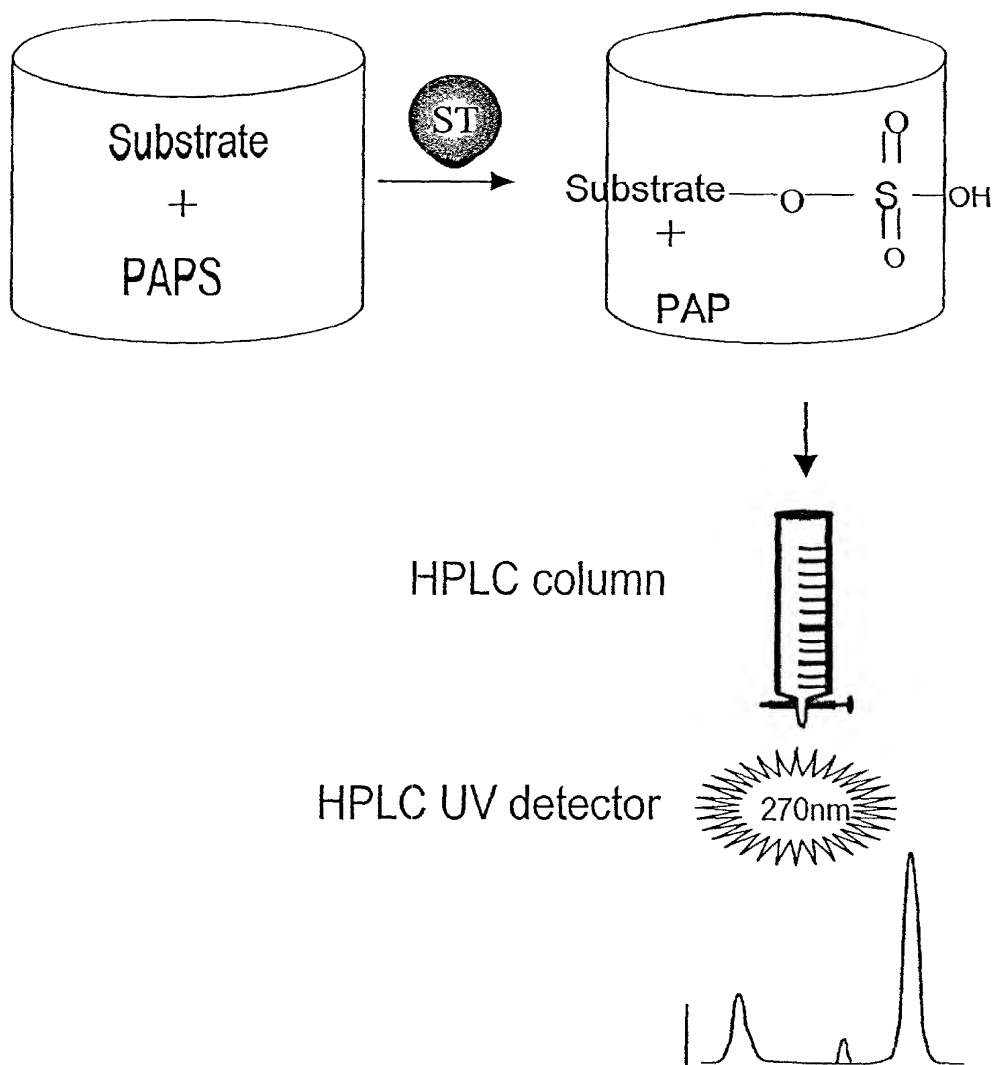 Substrate
+
PAPS
ST
O
Substrate O S OH
+
O
PAP
HPLC column
HPLC UV detector
270nm